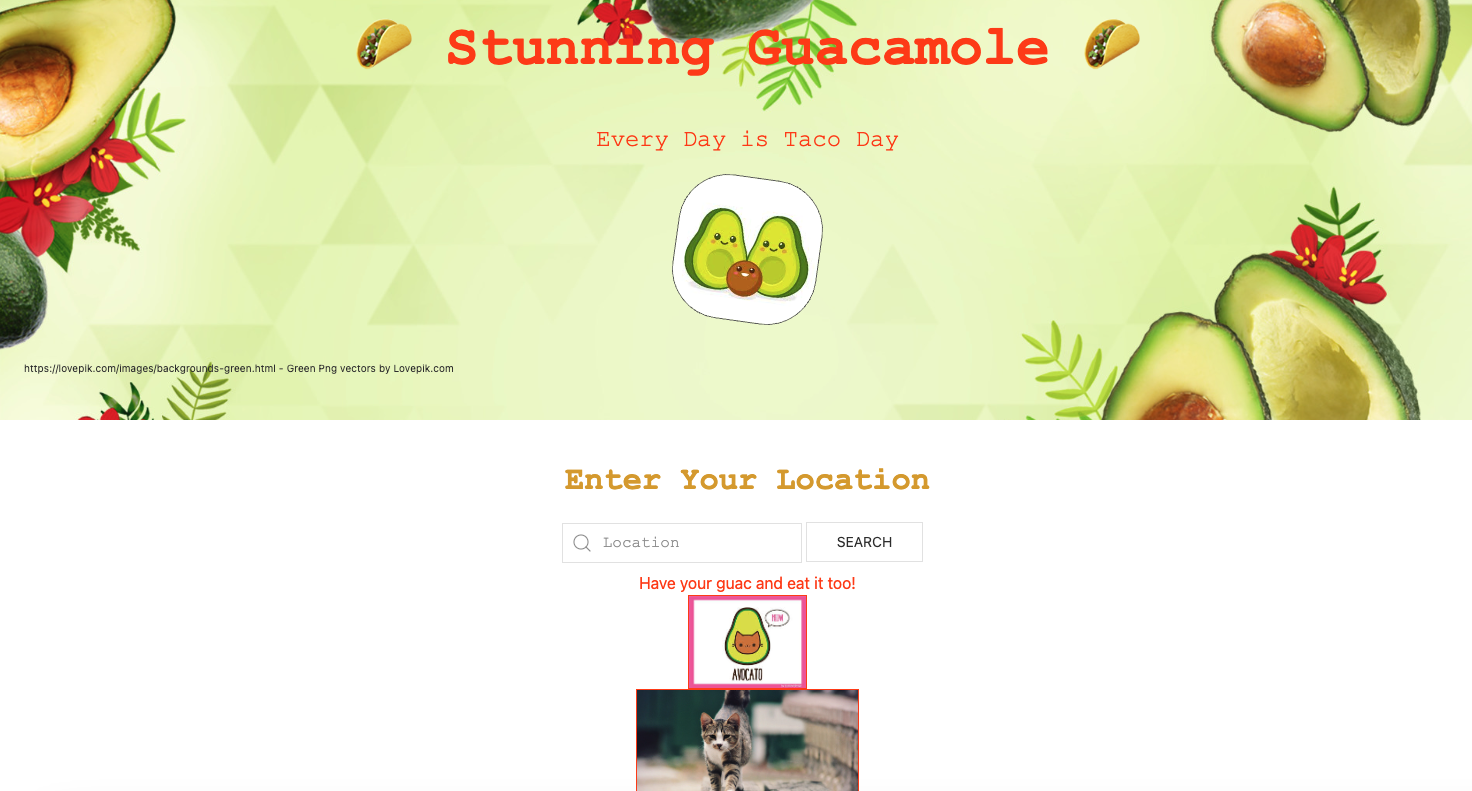 Stunning Guacamole
Every Day is Taco Day
https://lovepik.com/images/backgrounds-green.html - Green Png vectors by Lovepik.com
Enter Your Location
Location
SEARCH
Have your guac and eat it too!
AVOCATO